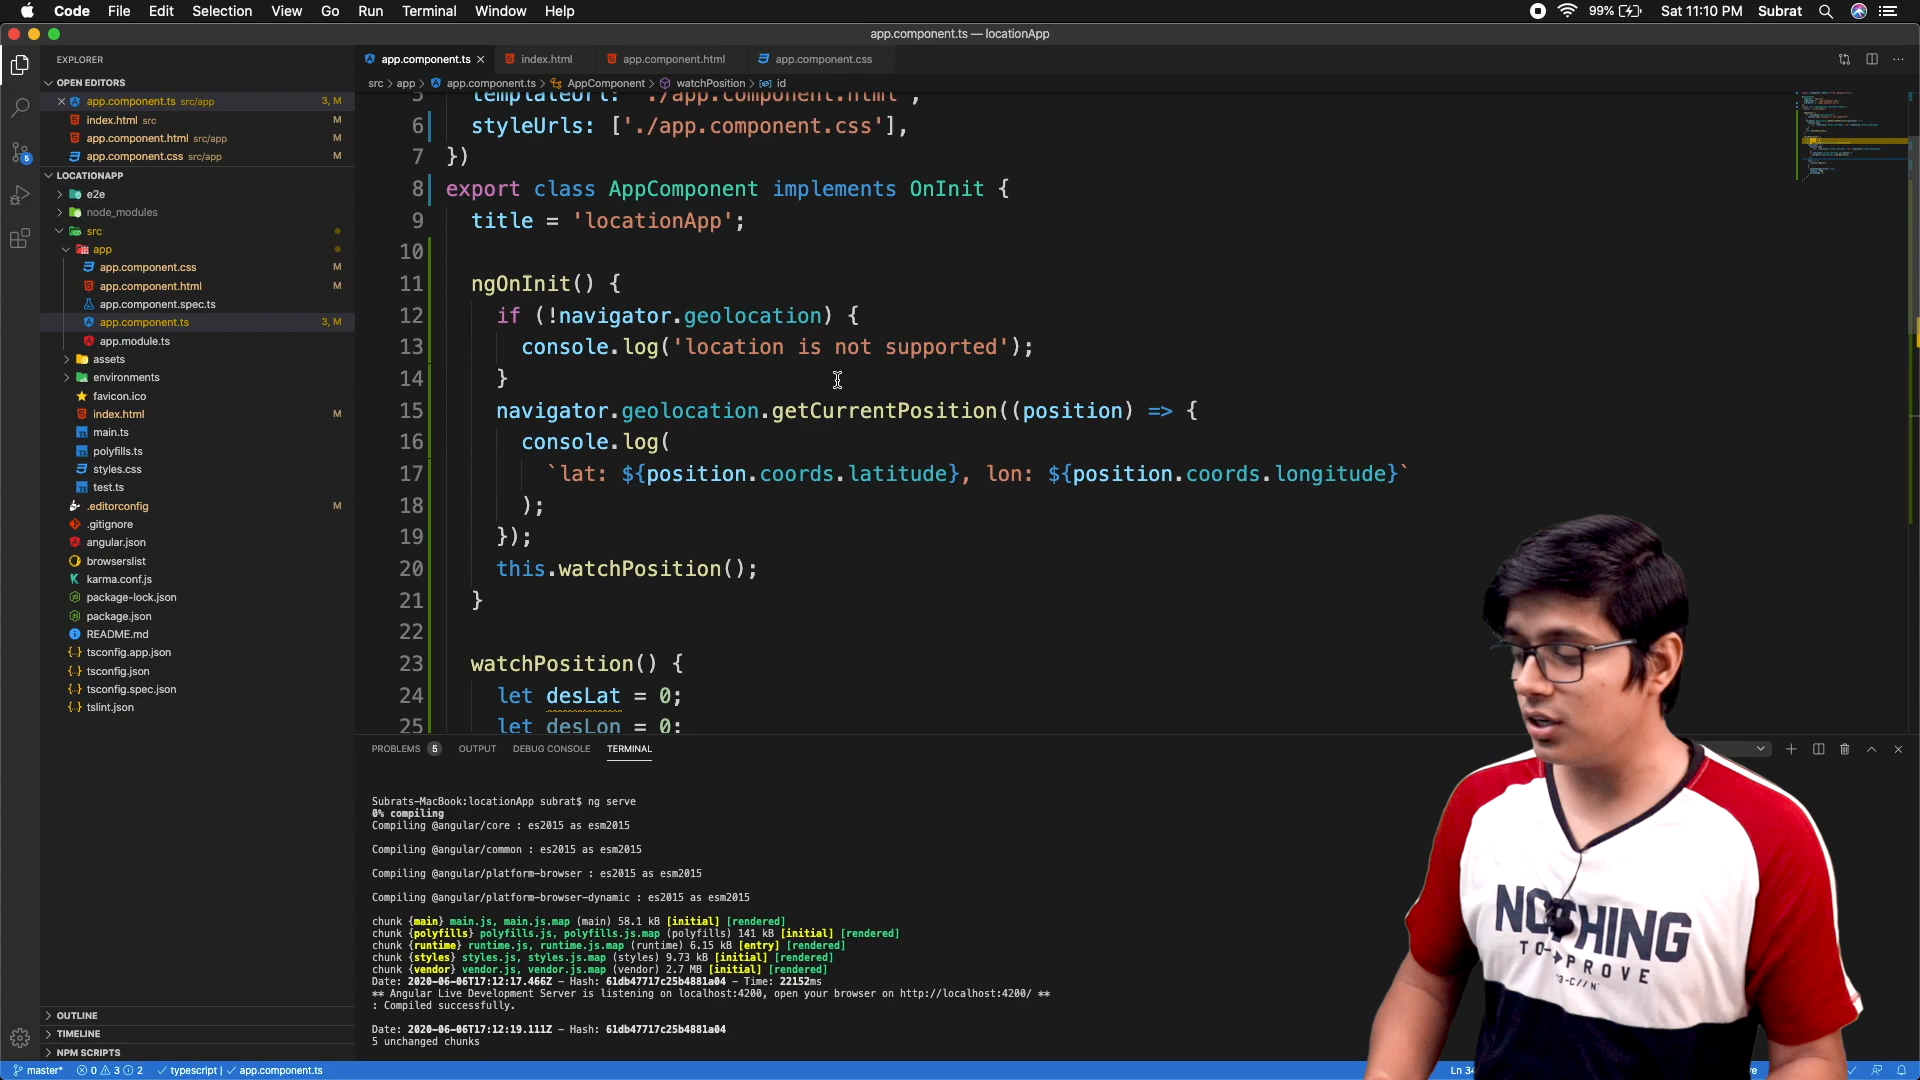 Code File Edit Selection View Go Run Terminal Window Help
99% Sat 11:10 PM Subrat
app.component.ts — locationApp
EXPLORER
OPEN EDITORS
app.component.ts src/app 3, M
index.html src M
app.component.html src/app M
app.component.css src/app M
LOCATIONAPP
e2e
node_modules
src
app
app.component.css M
app.component.html M
app.component.spec.ts
app.component.ts 3, M
app.module.ts
assets
environments
favicon.ico
index.html M
main.ts
polyfills.ts
styles.css
test.ts
.editorconfig M
.gitignore
angular.json
browserslist
karma.conf.js
package-lock.json
package.json
README.md
tsconfig.app.json
tsconfig.json
tsconfig.spec.json
tslint.json
OUTLINE
TIMELINE
NPM SCRIPTS
app.component.ts index.html app.component.html app.component.css
src > app > app.component.ts > AppComponent > watchPosition > id
5 templateUrl: './app.component.html',
6 styleUrls: ['./app.component.css'],
7 })
8 export class AppComponent implements OnInit {
9 title = 'locationApp';
10
11 ngOnInit() {
12 if (!navigator.geolocation) {
13 console.log('location is not supported');
14 }
15 navigator.geolocation.getCurrentPosition((position) => {
16 console.log(
17 `lat: ${position.coords.latitude}, lon: ${position.coords.longitude}`
18 );
19 });
20 this.watchPosition();
21 }
22
23 watchPosition() {
24 let desLat = 0;
25 let desLon = 0;
PROBLEMS 5 OUTPUT DEBUG CONSOLE TERMINAL
Subrats-MacBook:locationApp subrat$ ng serve
0% compiling
Compiling @angular/core : es2015 as esm2015
Compiling @angular/common : es2015 as esm2015
Compiling @angular/platform-browser : es2015 as esm2015
Compiling @angular/platform-browser-dynamic : es2015 as esm2015
chunk {main} main.js, main.js.map (main) 58.1 kB [initial] [rendered]
chunk {polyfills} polyfills.js, polyfills.js.map (polyfills) 141 kB [initial] [rendered]
chunk {runtime} runtime.js, runtime.js.map (runtime) 6.15 kB [entry] [rendered]
chunk {styles} styles.js, styles.js.map (styles) 9.73 kB [initial] [rendered]
chunk {vendor} vendor.js, vendor.js.map (vendor) 2.7 MB [initial] [rendered]
Date: 2020-06-06T17:12:17.466Z - Hash: 61db47717c25b4881a04 - Time: 22152ms
** Angular Live Development Server is listening on localhost:4200, open your browser on http://localhost:4200/ **
: Compiled successfully.
Date: 2020-06-06T17:12:19.111Z - Hash: 61db47717c25b4881a04
5 unchanged chunks
NOTHING
TO-PROVE
master* 0 3 2 typescript | app.component.ts
5